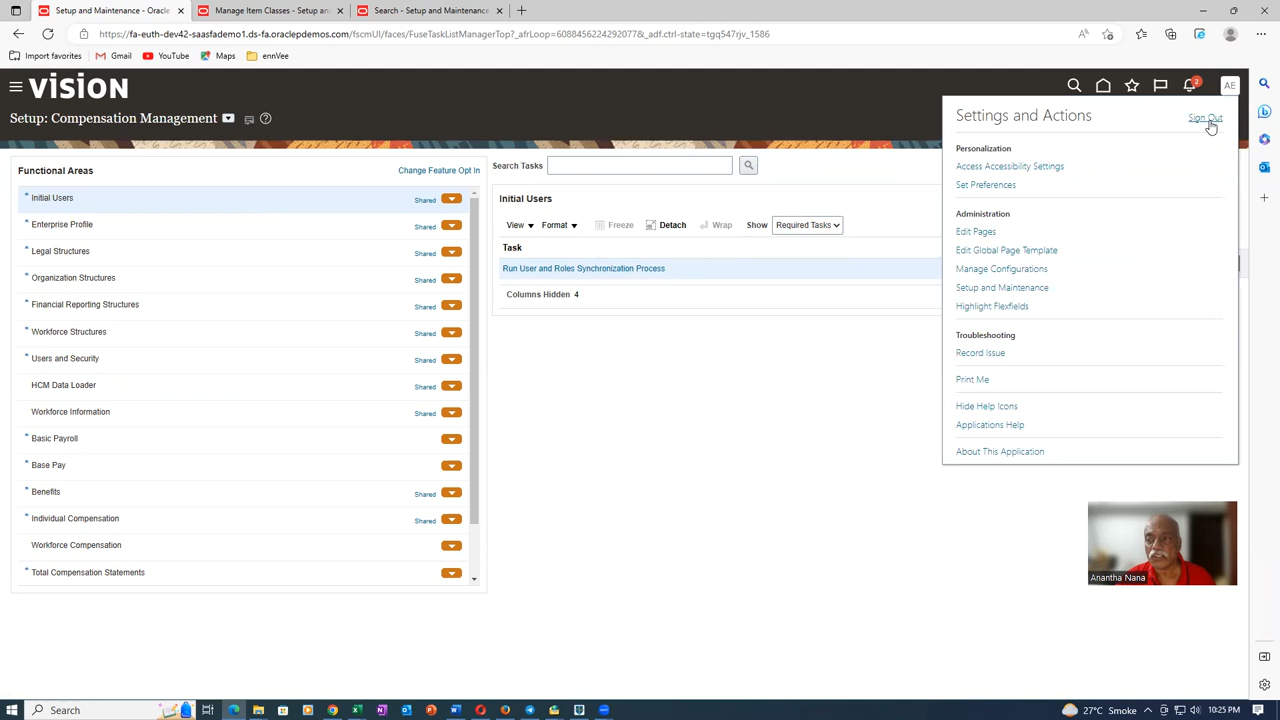 Setup and Maintenance - Oracle
Manage Item Classes - Setup and
Search - Setup and Maintenance
https://fa-euth-dev42-saasfademo1.ds-fa.oraclepdemos.com/fscmUI/faces/FuseTaskListManagerTop?_afrLoop=6088456224292077&_adf.ctrl-state=tgq547rjv_1586
Import favorites
Gmail
YouTube
Maps
ennVee
VISION
2
AE
Setup: Compensation Management
Settings and Actions
Sign Out
Personalization
Access Accessibility Settings
Set Preferences
Administration
Edit Pages
Edit Global Page Template
Manage Configurations
Setup and Maintenance
Highlight Flexfields
Troubleshooting
Record Issue
Print Me
Hide Help Icons
Applications Help
About This Application
Functional Areas
Change Feature Opt In
* Initial Users Shared
* Enterprise Profile Shared
* Legal Structures Shared
* Organization Structures Shared
* Financial Reporting Structures Shared
* Workforce Structures Shared
* Users and Security Shared
HCM Data Loader Shared
Workforce Information Shared
* Basic Payroll
* Base Pay
* Benefits Shared
* Individual Compensation Shared
Workforce Compensation
* Total Compensation Statements
Search Tasks
Initial Users
View Format Freeze Detach Wrap Show Required Tasks
Task
Run User and Roles Synchronization Process
Columns Hidden 4
Anantha Nana
Search
27°C Smoke
10:25 PM